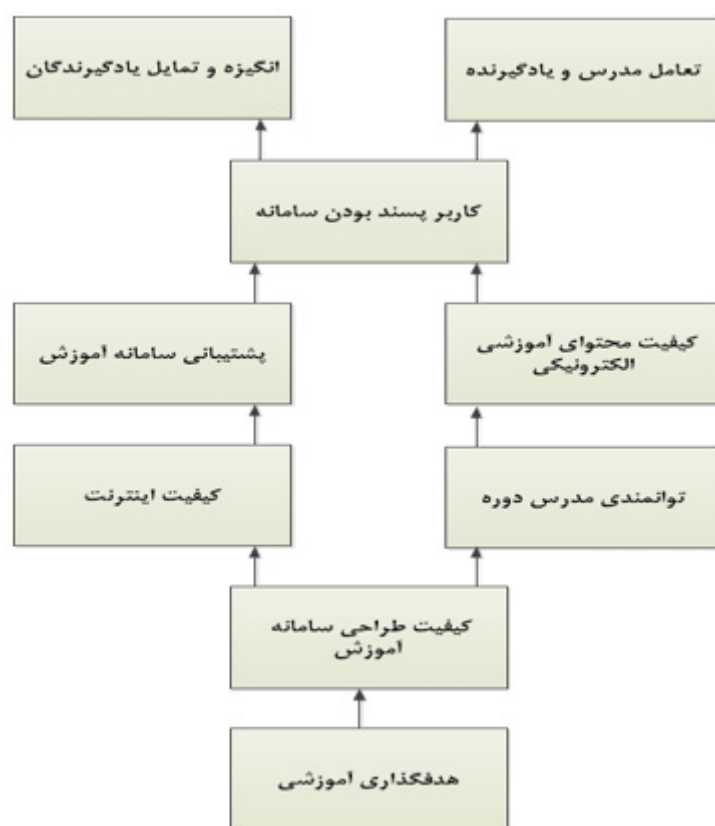 تعامل مدرس و یادگیرنده
انگیزه و تمایل یادگیرندگان
کاربر پسند بودن سامانه
کیفیت محتوای آموزشی
الکترونیکی
پشتیبانی سامانه آموزش
توانمندی مدرس دوره
کیفیت اینترنت
کیفیت طراحی سامانه
آموزش
هدفگذاری آموزشی